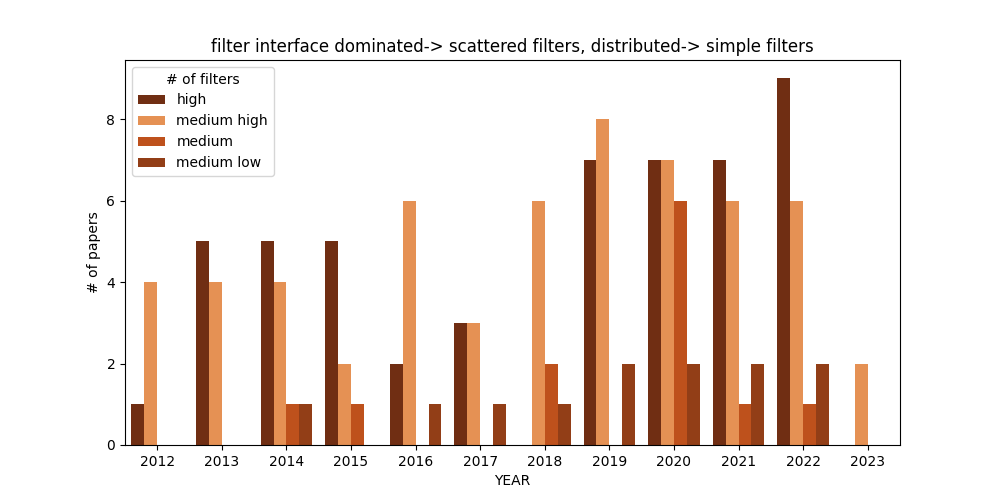 filter interface dominated-> scattered filters, distributed-> simple filters
# of filters
high
medium high
medium
medium low
# of papers
8
6
4
2
0
2012 2013 2014 2015 2016 2017 2018 2019 2020 2021 2022 2023
YEAR